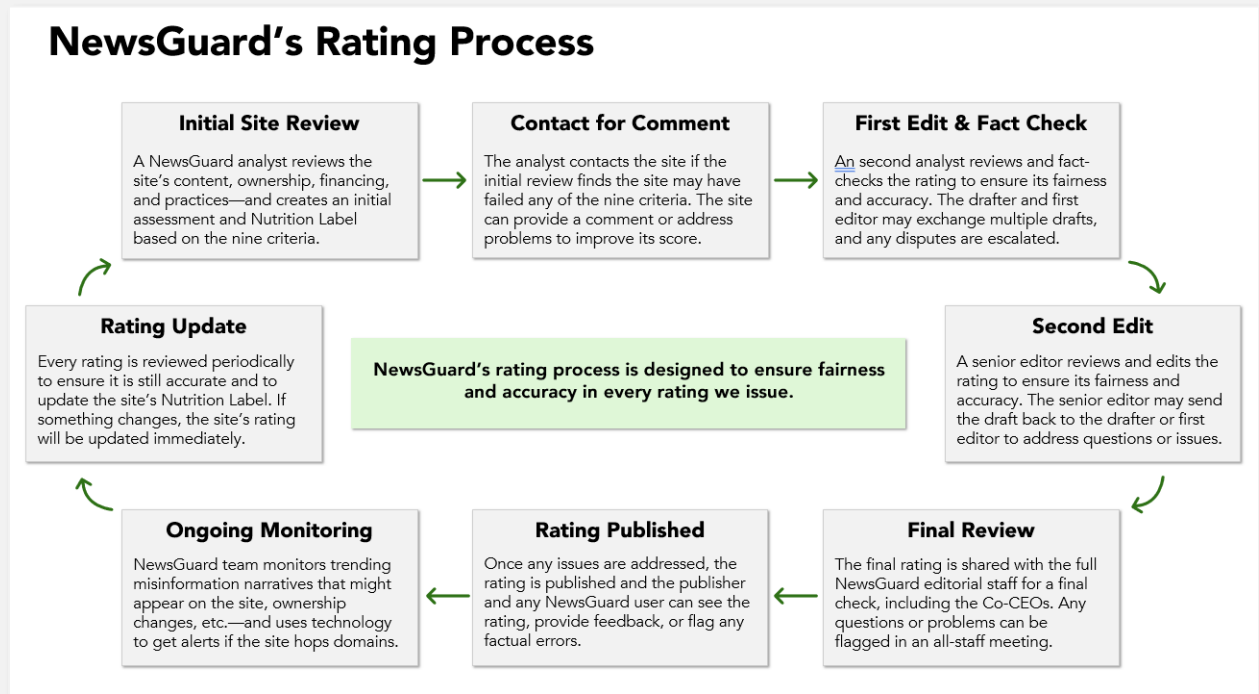 NewsGuard's Rating Process
Initial Site Review
A NewsGuard analyst reviews the
site's content, ownership, financing,
and practices—and creates an initial
assessment and Nutrition Label
based on the nine criteria.
Contact for Comment
The analyst contacts the site if the
initial review finds the site may have
failed any of the nine criteria. The site
can provide a comment or address
problems to improve its score.
First Edit & Fact Check
An second analyst reviews and fact-
checks the rating to ensure its fairness
and accuracy. The drafter and first
editor may exchange multiple drafts,
and any disputes are escalated.
Second Edit
A senior editor reviews and edits the
rating to ensure its fairness and
accuracy. The senior editor may send
the draft back to the drafter or first
editor to address questions or issues.
Final Review
The final rating is shared with the full
NewsGuard editorial staff for a final
check, including the Co-CEOs. Any
questions or problems can be
flagged in an all-staff meeting.
Rating Published
Once any issues are addressed, the
rating is published and the publisher
and any NewsGuard user can see the
rating, provide feedback, or flag any
factual errors.
Ongoing Monitoring
NewsGuard team monitors trending
misinformation narratives that might
appear on the site, ownership
changes, etc.—and uses technology
to get alerts if the site hops domains.
Rating Update
Every rating is reviewed periodically
to ensure it is still accurate and to
update the site's Nutrition Label. If
something changes, the site's rating
will be updated immediately.
NewsGuard's rating process is designed to ensure fairness
and accuracy in every rating we issue.